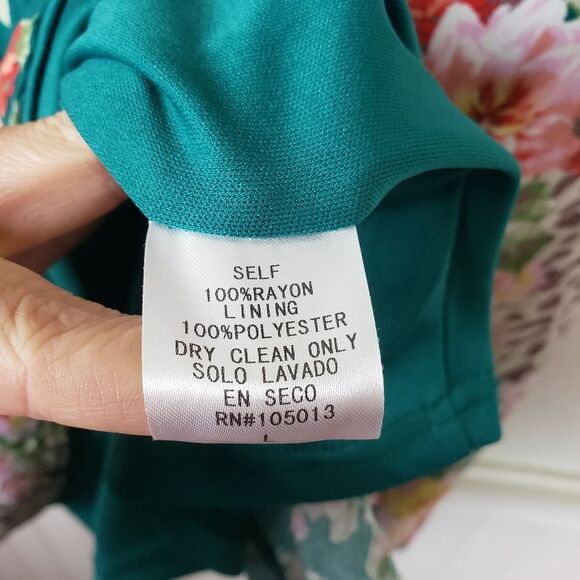 SELF
100%RAYON
LINING
100%POLYESTER
DRY CLEAN ONLY
SOLO LAVADO
EN SECO
RN#105013
L